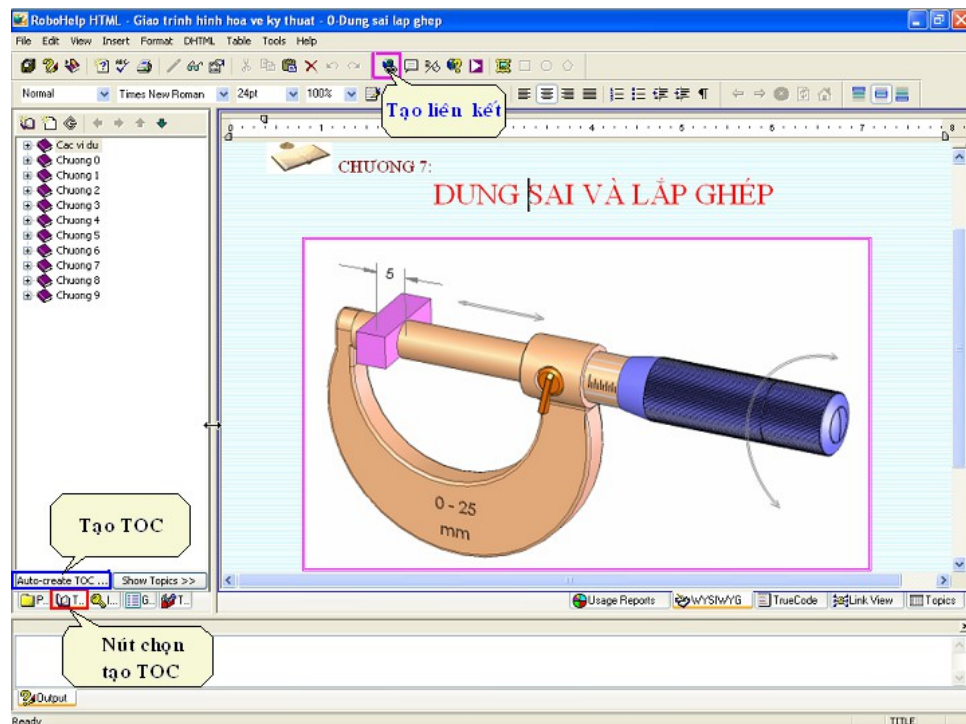 RoboHelp HTML - Giao trinh hinh hoa ve ky thuat - 0-Dung sai lap ghep
File Edit View Insert Format DHTML Table Tools Help
Normal Times New Roman 24pt 100%
Tạo liên kết
Cac vi du
Chuong 0
Chuong 1
Chuong 2
Chuong 3
Chuong 4
Chuong 5
Chuong 6
Chuong 7
Chuong 8
Chuong 9
CHƯƠNG 7:
DUNG SAI VÀ LẮP GHÉP
5
0 - 25
mm
Tạo TOC
Auto-create TOC ... Show Topics >>
P.. T... I... G.. T...
Usage Reports WYSIWYG TrueCode Link View Topics
Nút chọn
tạo TOC
Output
Ready TITLE